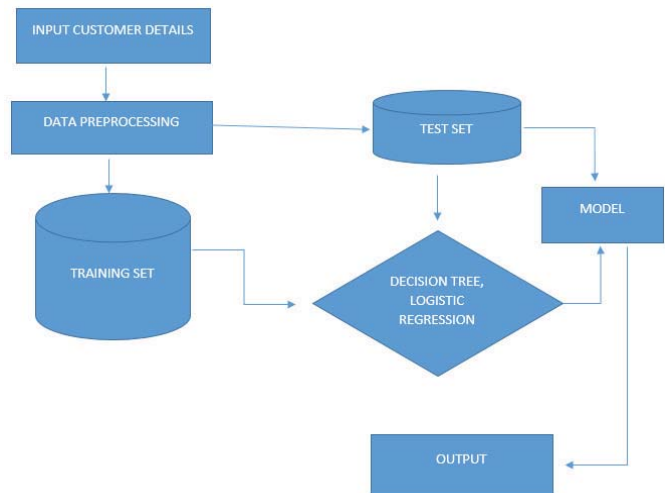 INPUT CUSTOMER DETAILS
DATA PREPROCESSING
TEST SET
MODEL
TRAINING SET
DECISION TREE,
LOGISTIC
REGRESSION
OUTPUT